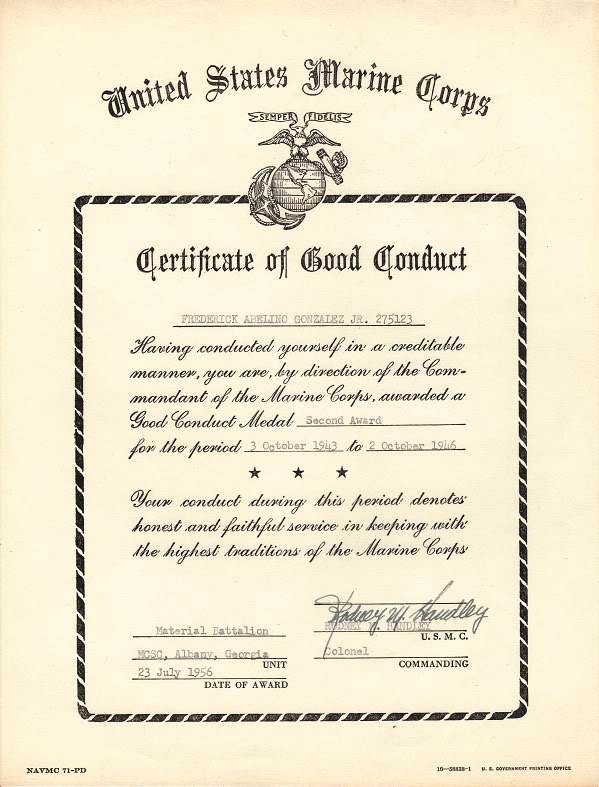 United States Marine Corps
SEMPER FIDELIS
Certificate of Good Conduct
FREDERICK ABELINO GONZALEZ JR. 275123
Having conducted yourself in a creditable
manner, you are, by direction of the Com-
mandant of the Marine Corps, awarded a
Good Conduct Medal Second Award
for the period 3 October 1943 to 2 October 1946
★ ★ ★
Your conduct during this period denotes
honest and faithful service in keeping with
the highest traditions of the Marine Corps
Rodney M. Handley
Material Battalion
RODNEY M. HANDLEY
U. S. M. C.
MCSC, Albany, Georgia
UNIT
Colonel
COMMANDING
23 July 1956
DATE OF AWARD
NAVMC 71-PD
U. S. GOVERNMENT PRINTING OFFICE